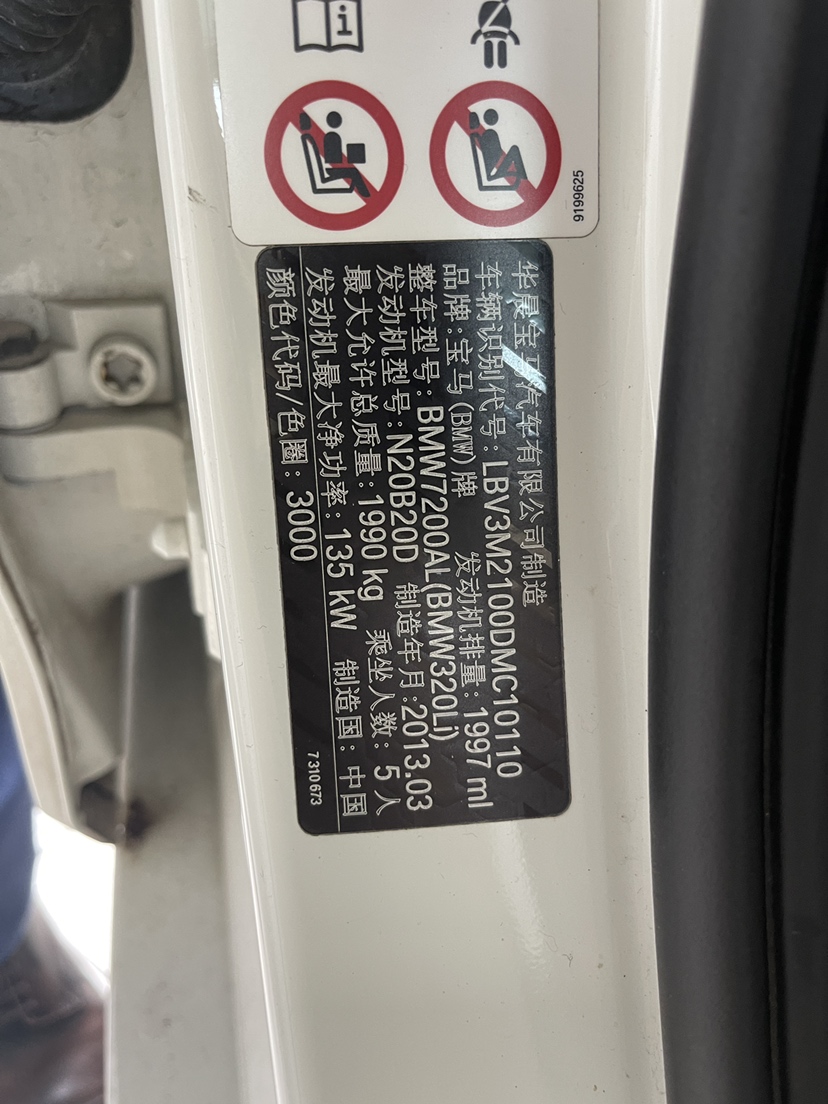 9199625
华晨宝马汽车有限公司制造
车辆识别代号:LBV3M2100DMC10110
品牌:宝马(BMW)牌 发动机排量:1997 ml
整车型号:BMW7200AL(BMW320Li)
发动机型号:N20B20D 制造年月:2013.03
最大允许总质量:1990 kg 乘坐人数:5 人
发动机最大净功率:135 kW 制造国:中国
颜色代码/色圈:3000
7 310 673